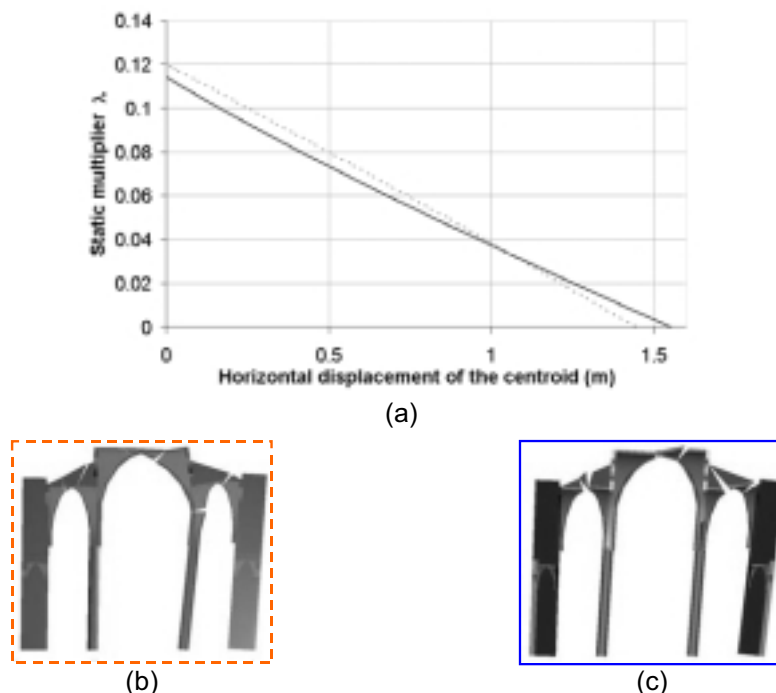 0.14
0.12
0.1
0.08
0.06
0.04
0.02
0
Static multiplier λ
0 0.5 1 1.5
Horizontal displacement of the centroid (m)
(a)
(b) (c)